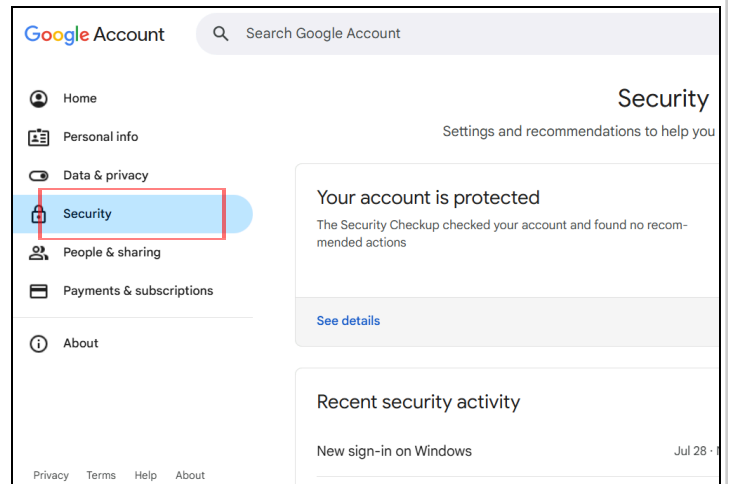 Google Account
Search Google Account
Home
Personal info
Data & privacy
Security
People & sharing
Payments & subscriptions
About
Privacy Terms Help About
Security
Settings and recommendations to help you
Your account is protected
The Security Checkup checked your account and found no recom-
mended actions
See details
Recent security activity
New sign-in on Windows
Jul 28 ·